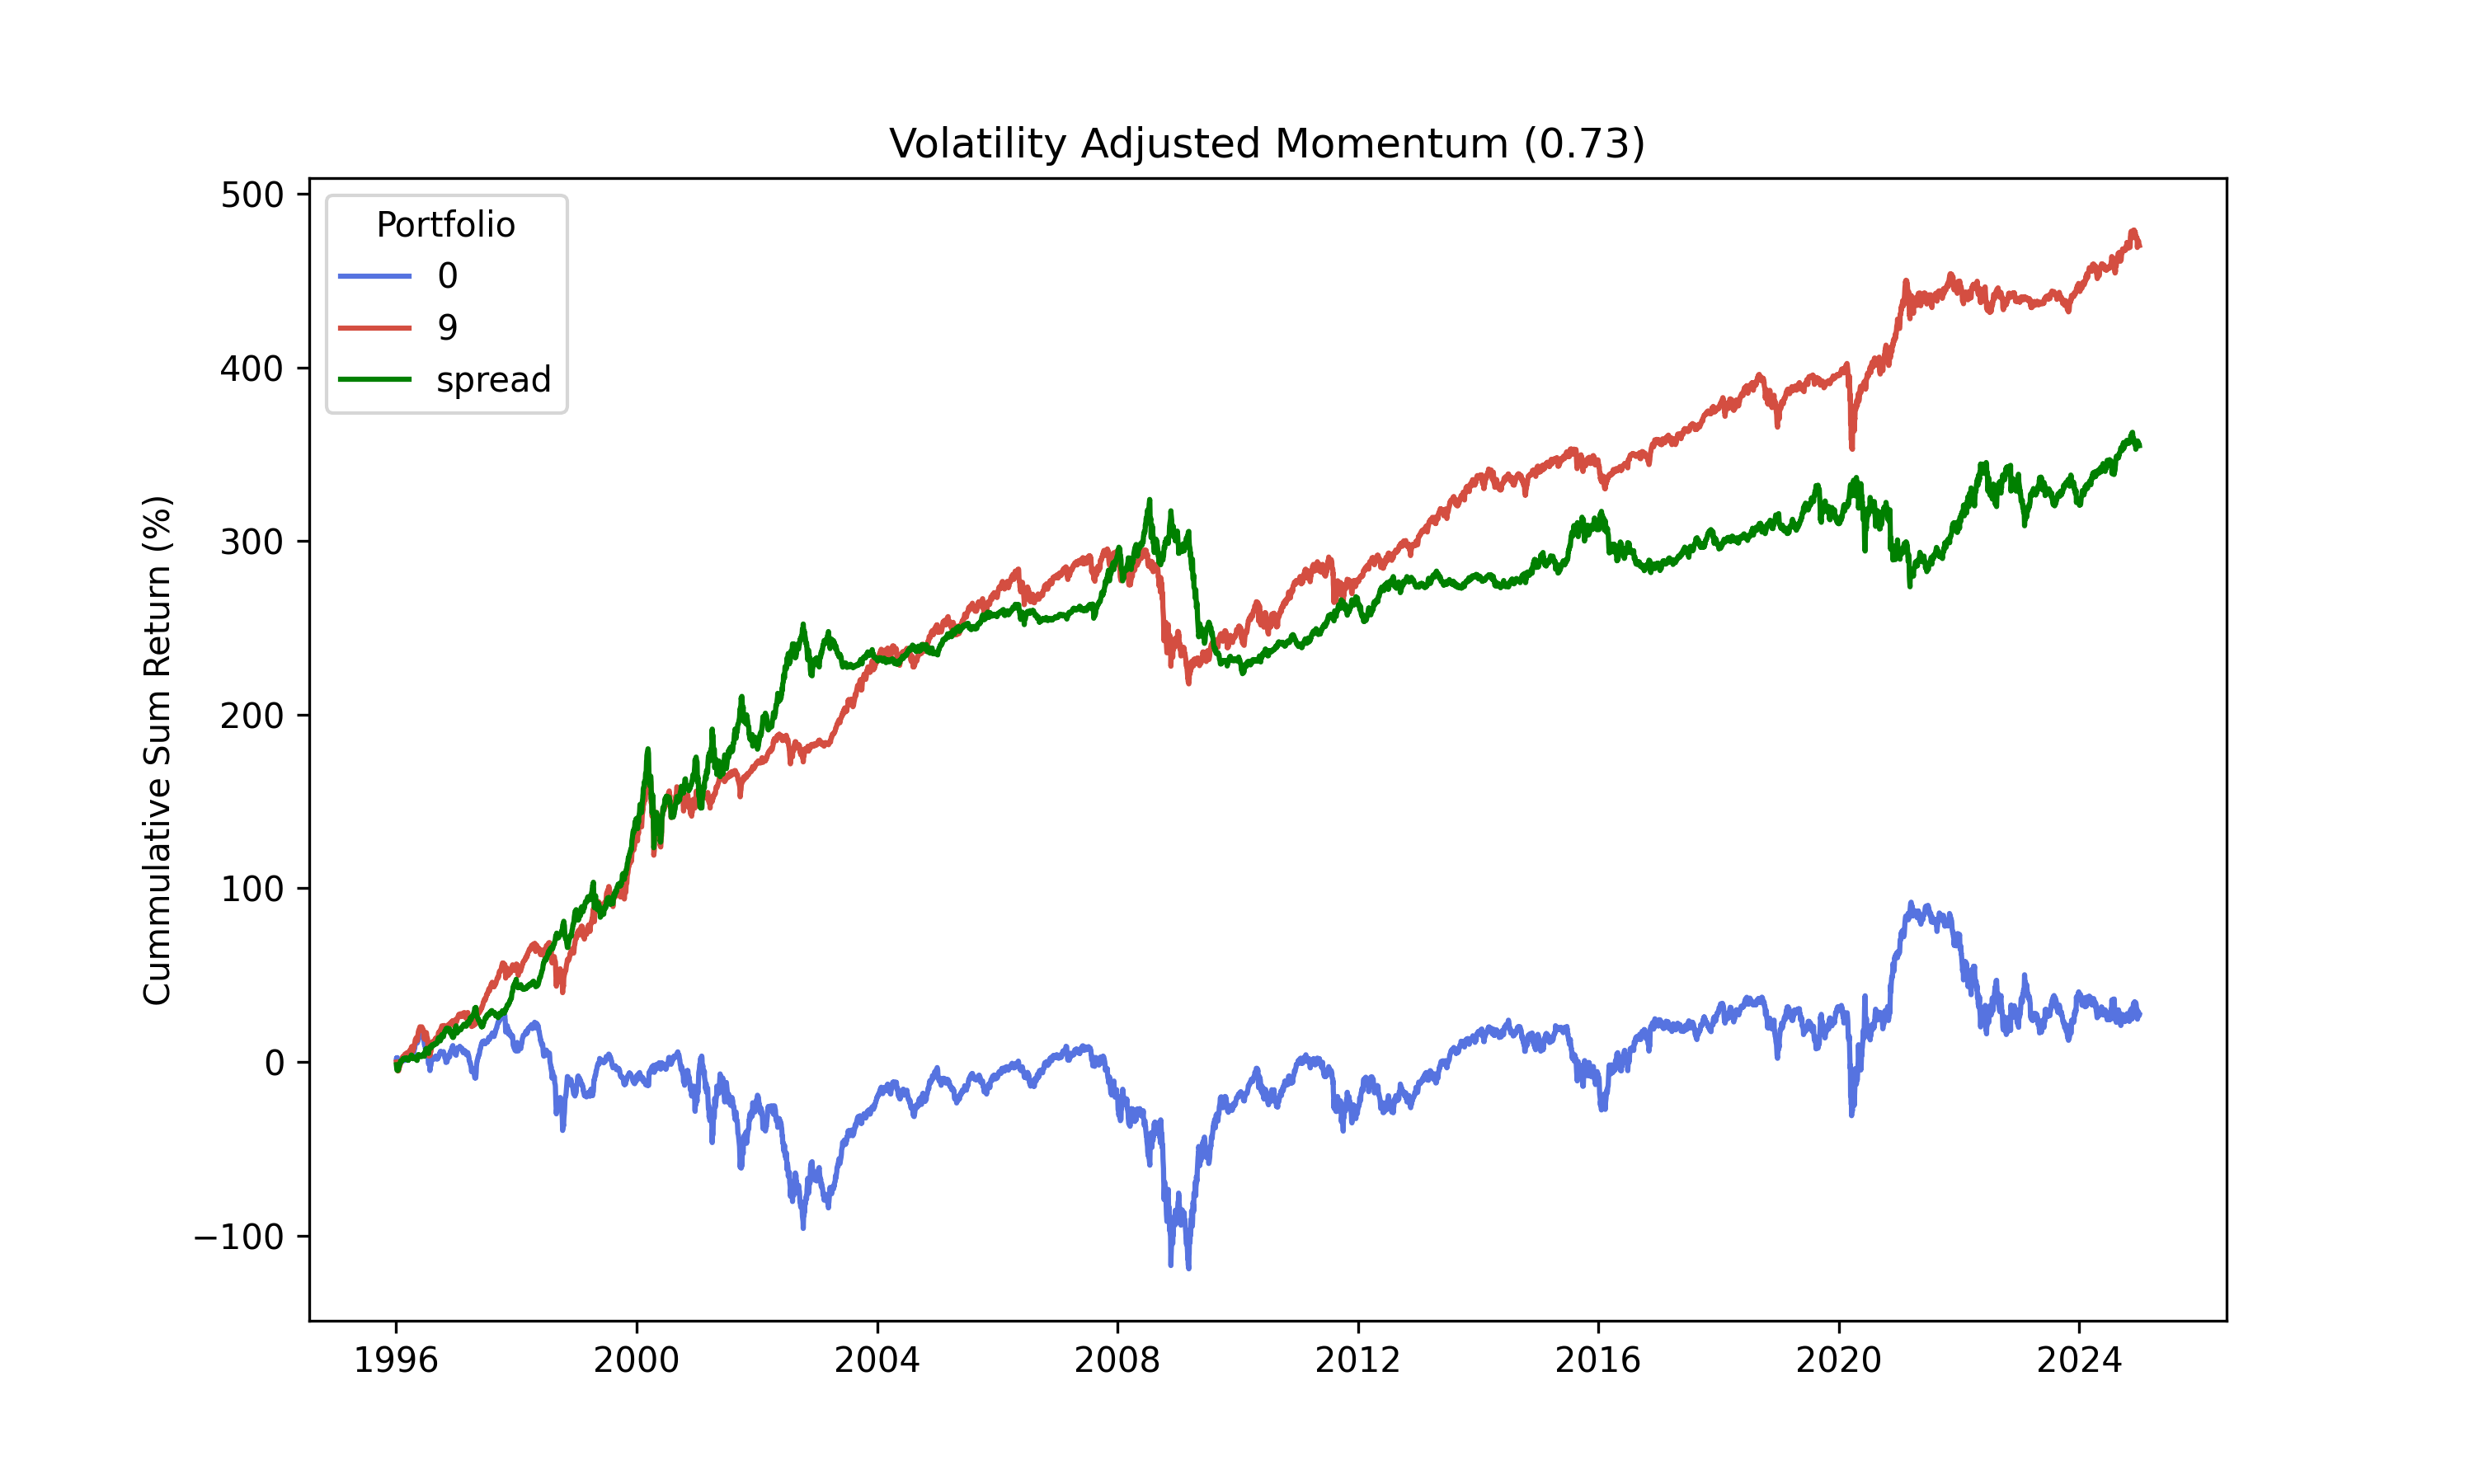 Volatility Adjusted Momentum (0.73)
Portfolio
0
9
spread
Cummulative Sum Return (%)
500
400
300
200
100
0
−100
1996 2000 2004 2008 2012 2016 2020 2024